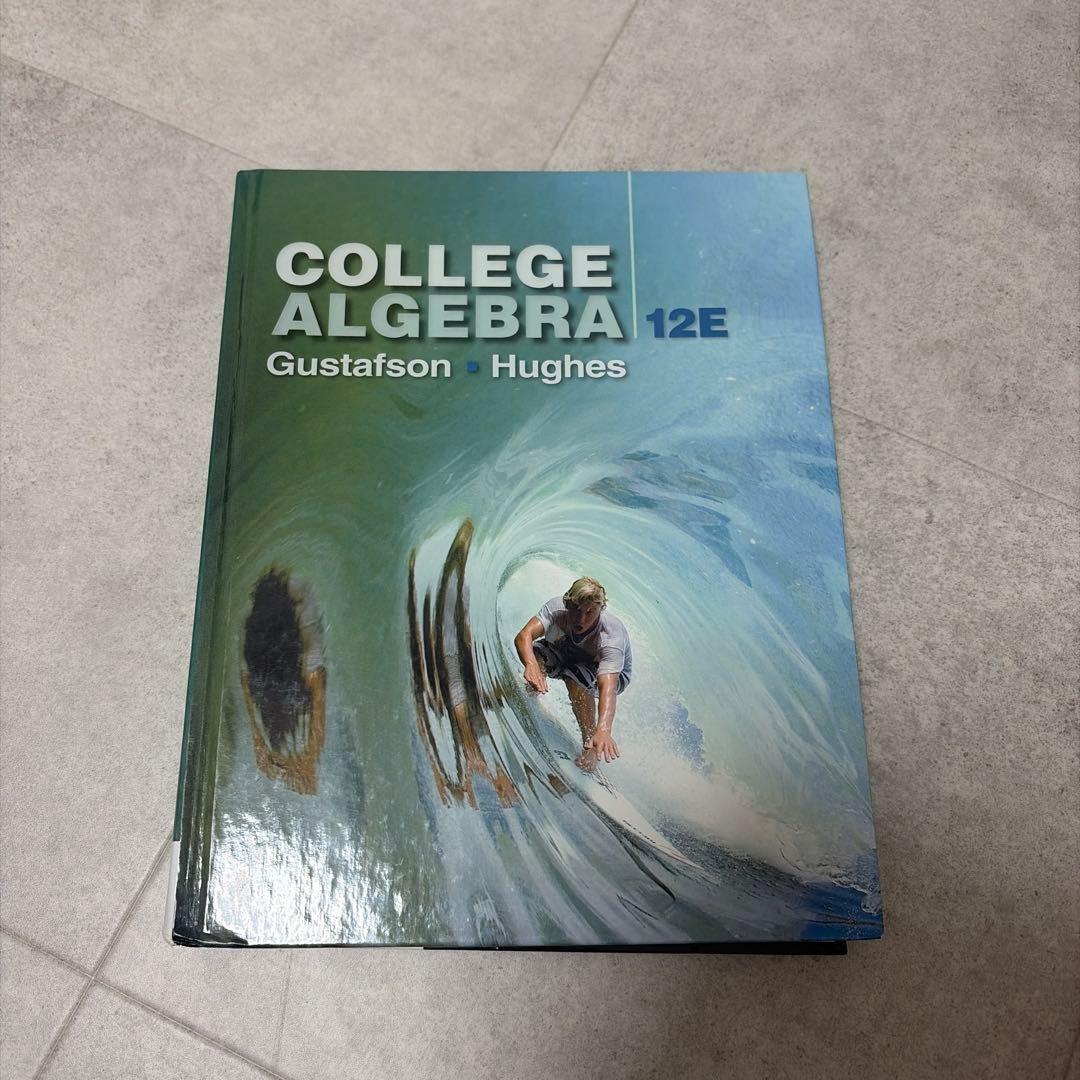 COLLEGE
ALGEBRA 12E
Gustafson ▪ Hughes